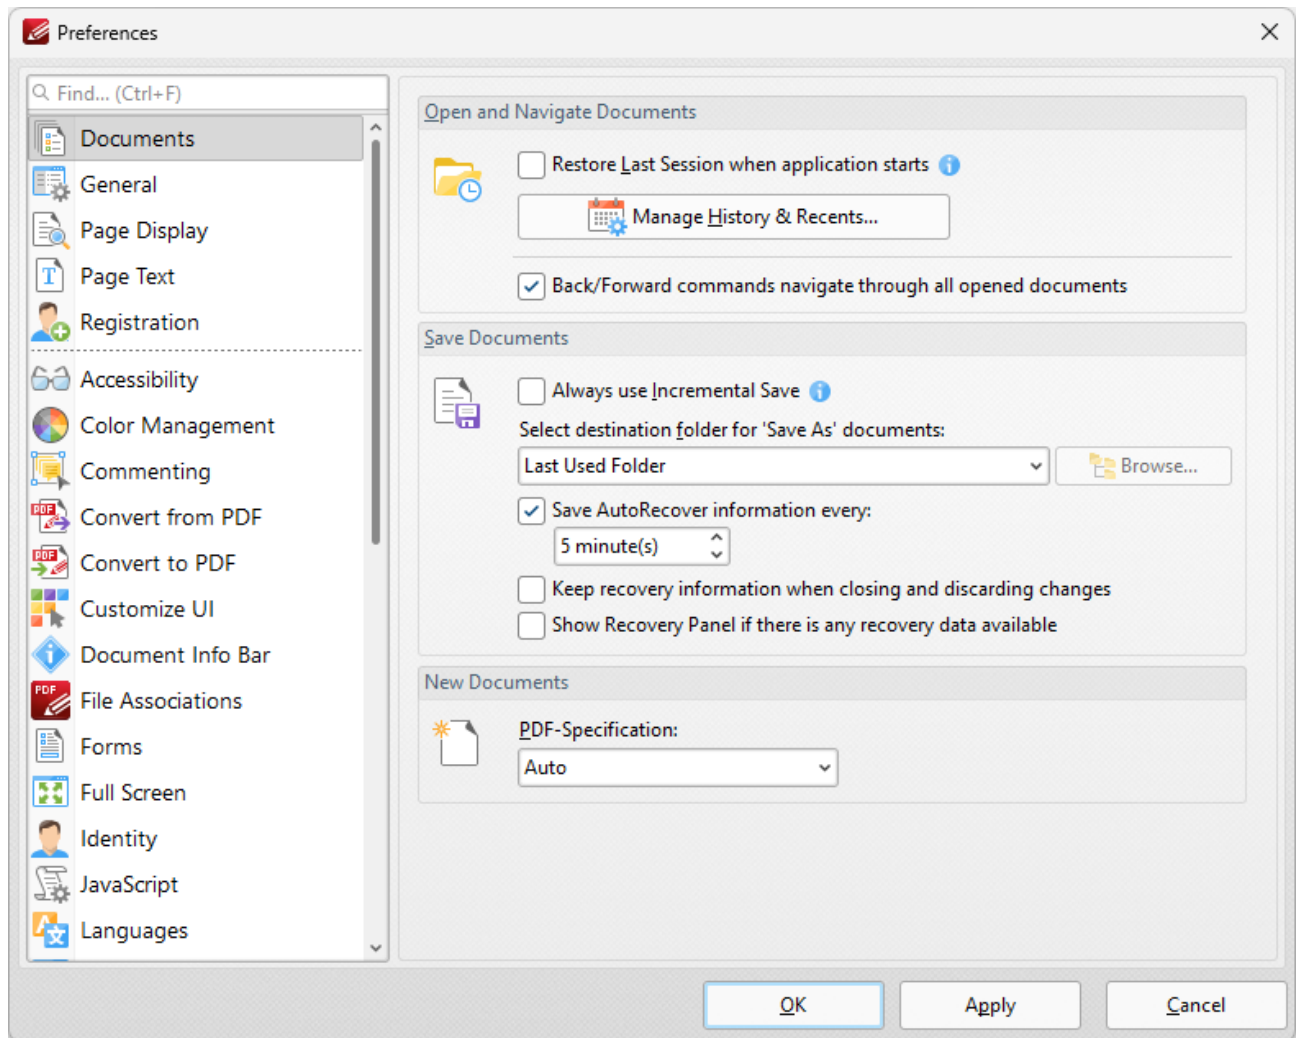 Preferences
Find... (Ctrl+F)
Documents
General
Page Display
Page Text
Registration
Accessibility
Color Management
Commenting
Convert from PDF
Convert to PDF
Customize UI
Document Info Bar
File Associations
Forms
Full Screen
Identity
JavaScript
Languages
Open and Navigate Documents
Restore Last Session when application starts
Manage History & Recents...
Back/Forward commands navigate through all opened documents
Save Documents
Always use Incremental Save
Select destination folder for 'Save As' documents:
Last Used Folder
Browse...
Save AutoRecover information every:
5 minute(s)
Keep recovery information when closing and discarding changes
Show Recovery Panel if there is any recovery data available
New Documents
PDF-Specification:
Auto
OK
Apply
Cancel